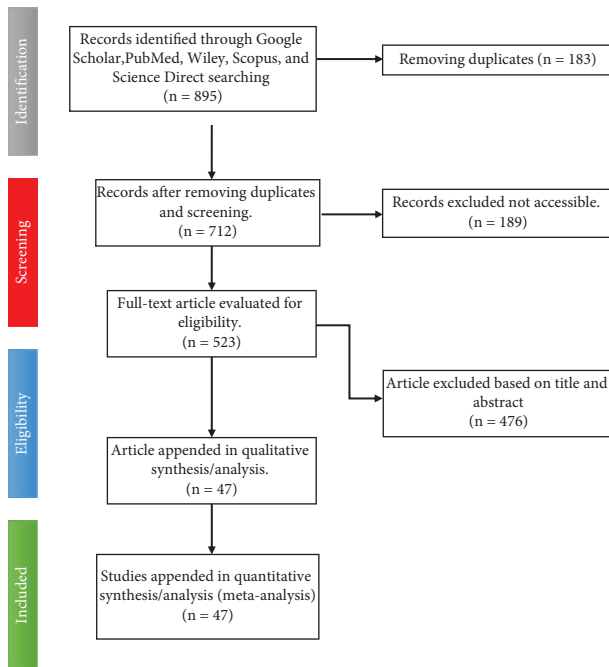 Identification
Records identified through Google
Scholar,PubMed, Wiley, Scopus, and
Science Direct searching
(n = 895)
Removing duplicates (n = 183)
Screening
Records after removing duplicates
and screening.
(n = 712)
Records excluded not accessible.
(n = 189)
Full-text article evaluated for
eligibility.
(n = 523)
Eligibility
Article excluded based on title and
abstract
(n = 476)
Article appended in qualitative
synthesis/analysis.
(n = 47)
Included
Studies appended in quantitative
synthesis/analysis (meta-analysis)
(n = 47)